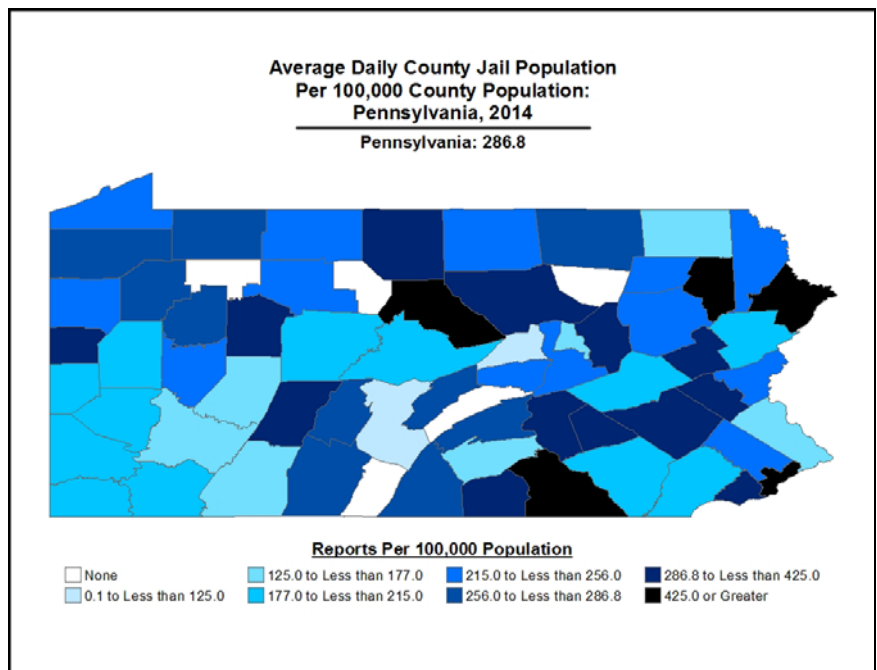 Average Daily County Jail Population
Per 100,000 County Population:
Pennsylvania, 2014
Pennsylvania: 286.8
Reports Per 100,000 Population
None
125.0 to Less than 177.0
215.0 to Less than 256.0
286.8 to Less than 425.0
0.1 to Less than 125.0
177.0 to Less than 215.0
256.0 to Less than 286.8
425.0 or Greater